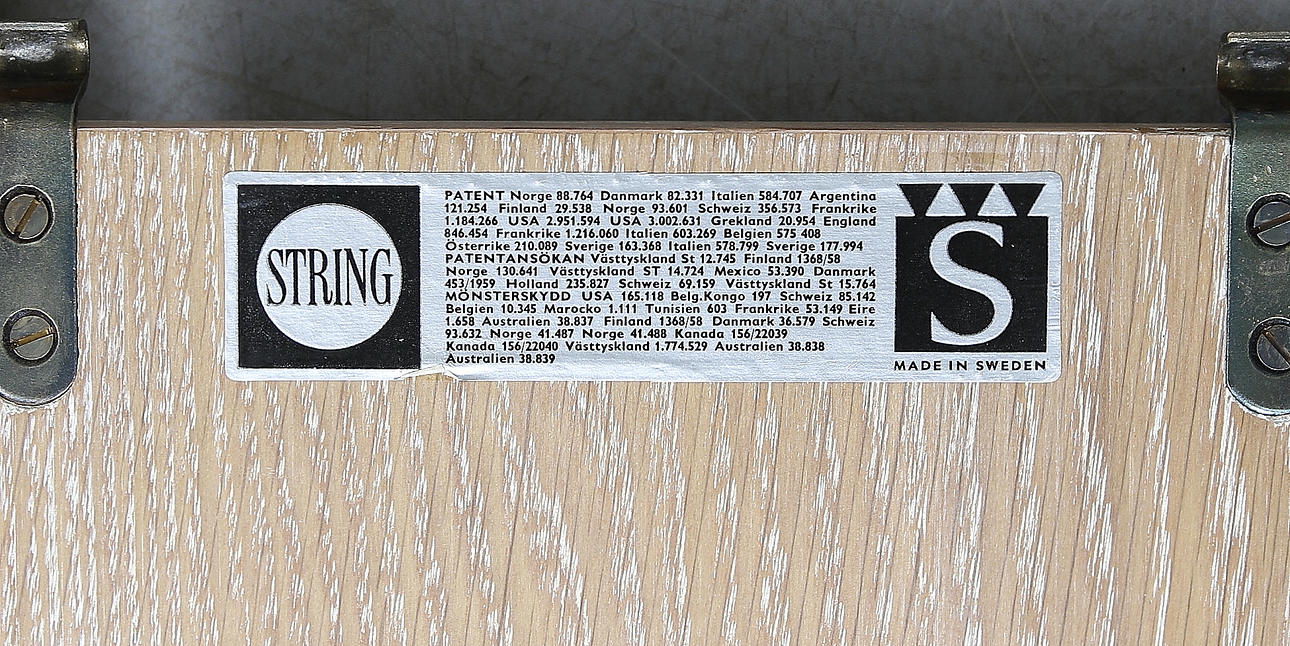 STRING
PATENT Norge 88.764 Danmark 82.331 Italien 584.707 Argentina
121.254 Finland 29.538 Norge 93.601 Schweiz 356.573 Frankrike
1.184.266 USA 2.951.594 USA 3.002.631 Grekland 20.954 England
846.454 Frankrike 1.216.060 Italien 603.269 Belgien 575 408
Österrike 210.089 Sverige 163.368 Italien 578.799 Sverige 177.994
PATENTANSÖKAN Västtyskland St 12.745 Finland 1368/58
Norge 130.641 Västtyskland ST 14.724 Mexico 53.390 Danmark
453/1959 Holland 235.827 Schweiz 69.159 Västtyskland St 15.764
MÖNSTERSKYDD USA 165.118 Belg.Kongo 197 Schweiz 85.142
Belgien 10.345 Marocko 1.111 Tunisien 603 Frankrike 53.149 Eire
1.658 Australien 38.837 Finland 1368/58 Danmark 36.579 Schweiz
93.632 Norge 41.487 Norge 41.488 Kanada 156/22039
Kanada 156/22040 Västtyskland 1.774.529 Australien 38.838
Australien 38.839
S
MADE IN SWEDEN